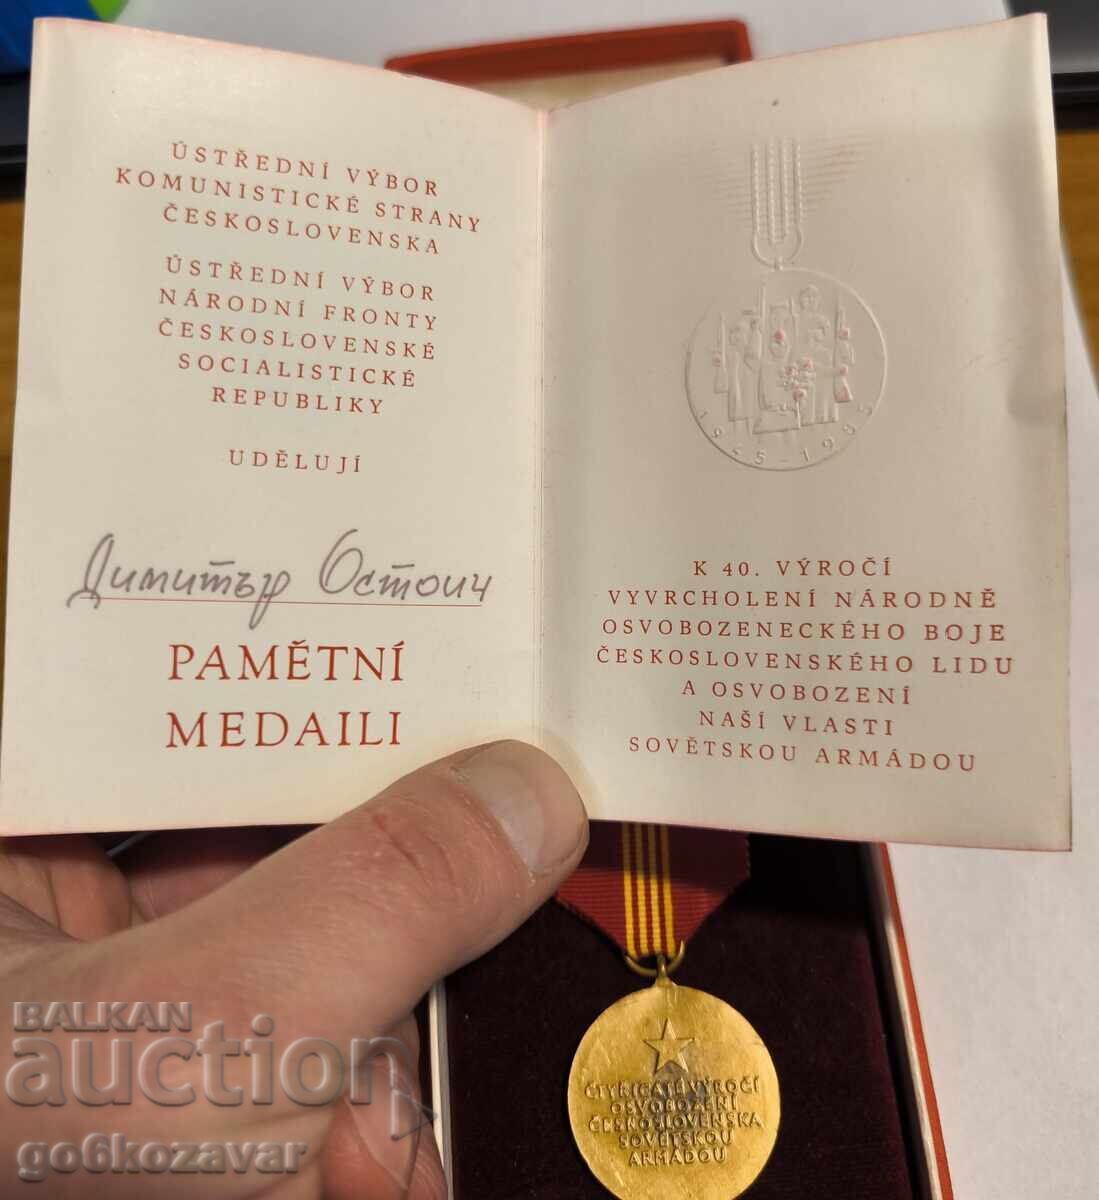 ÚSTŘEDNÍ VÝBOR
KOMUNISTICKÉ STRANY
ČESKOSLOVENSKA
ÚSTŘEDNÍ VÝBOR
NÁRODNÍ FRONTY
ČESKOSLOVENSKÉ
SOCIALISTICKÉ
REPUBLIKY
UDĚLUJÍ
Димитър Остоич
PAMĚTNÍ
MEDAILI
1945-1985
K 40. VÝROČÍ
VYVRCHOLENÍ NÁRODNĚ
OSVOBOZENECKÉHO BOJE
ČESKOSLOVENSKÉHO LIDU
A OSVOBOZENÍ
NAŠÍ VLASTI
SOVĚTSKOU ARMÁDOU
ČTYŘICÁTÉ VÝROČÍ
OSVOBOZENÍ
ČESKOSLOVENSKA
SOVĚTSKOU
ARMÁDOU
BALKAN
auction
go6kozavar